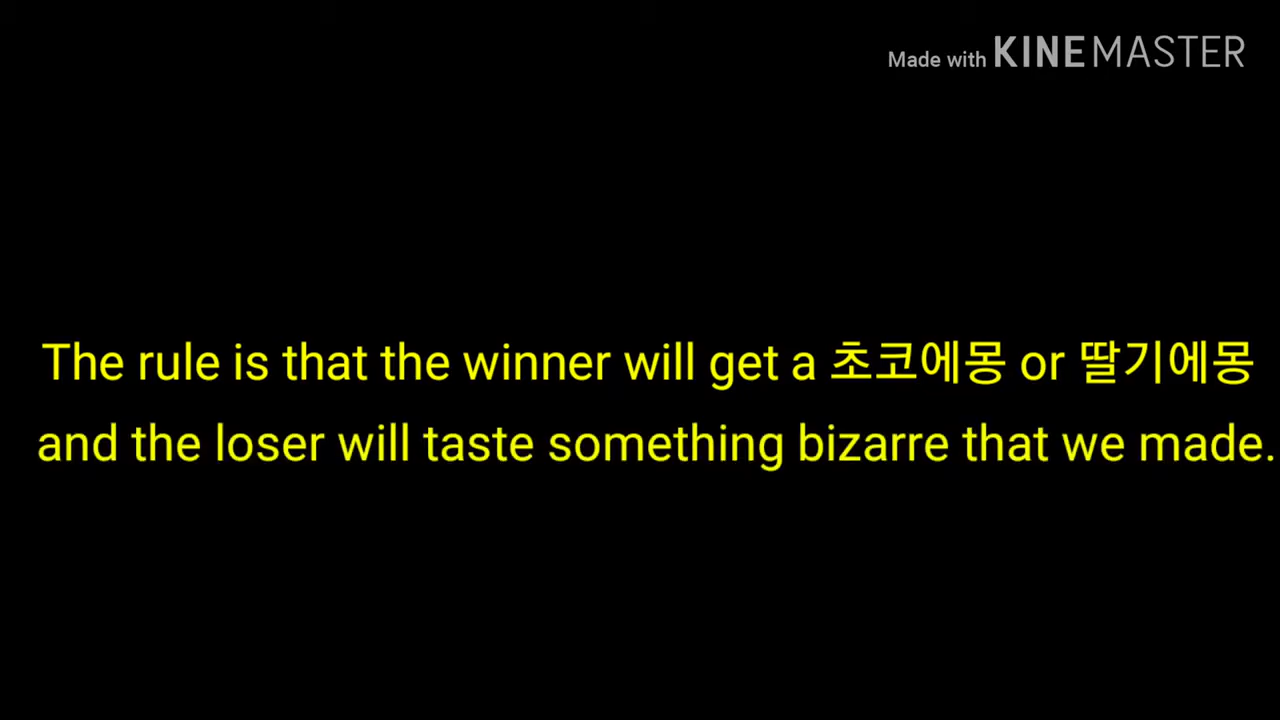 Made with KINEMASTER
The rule is that the winner will get a 초코에몽 or 딸기에몽
and the loser will taste something bizarre that we made.